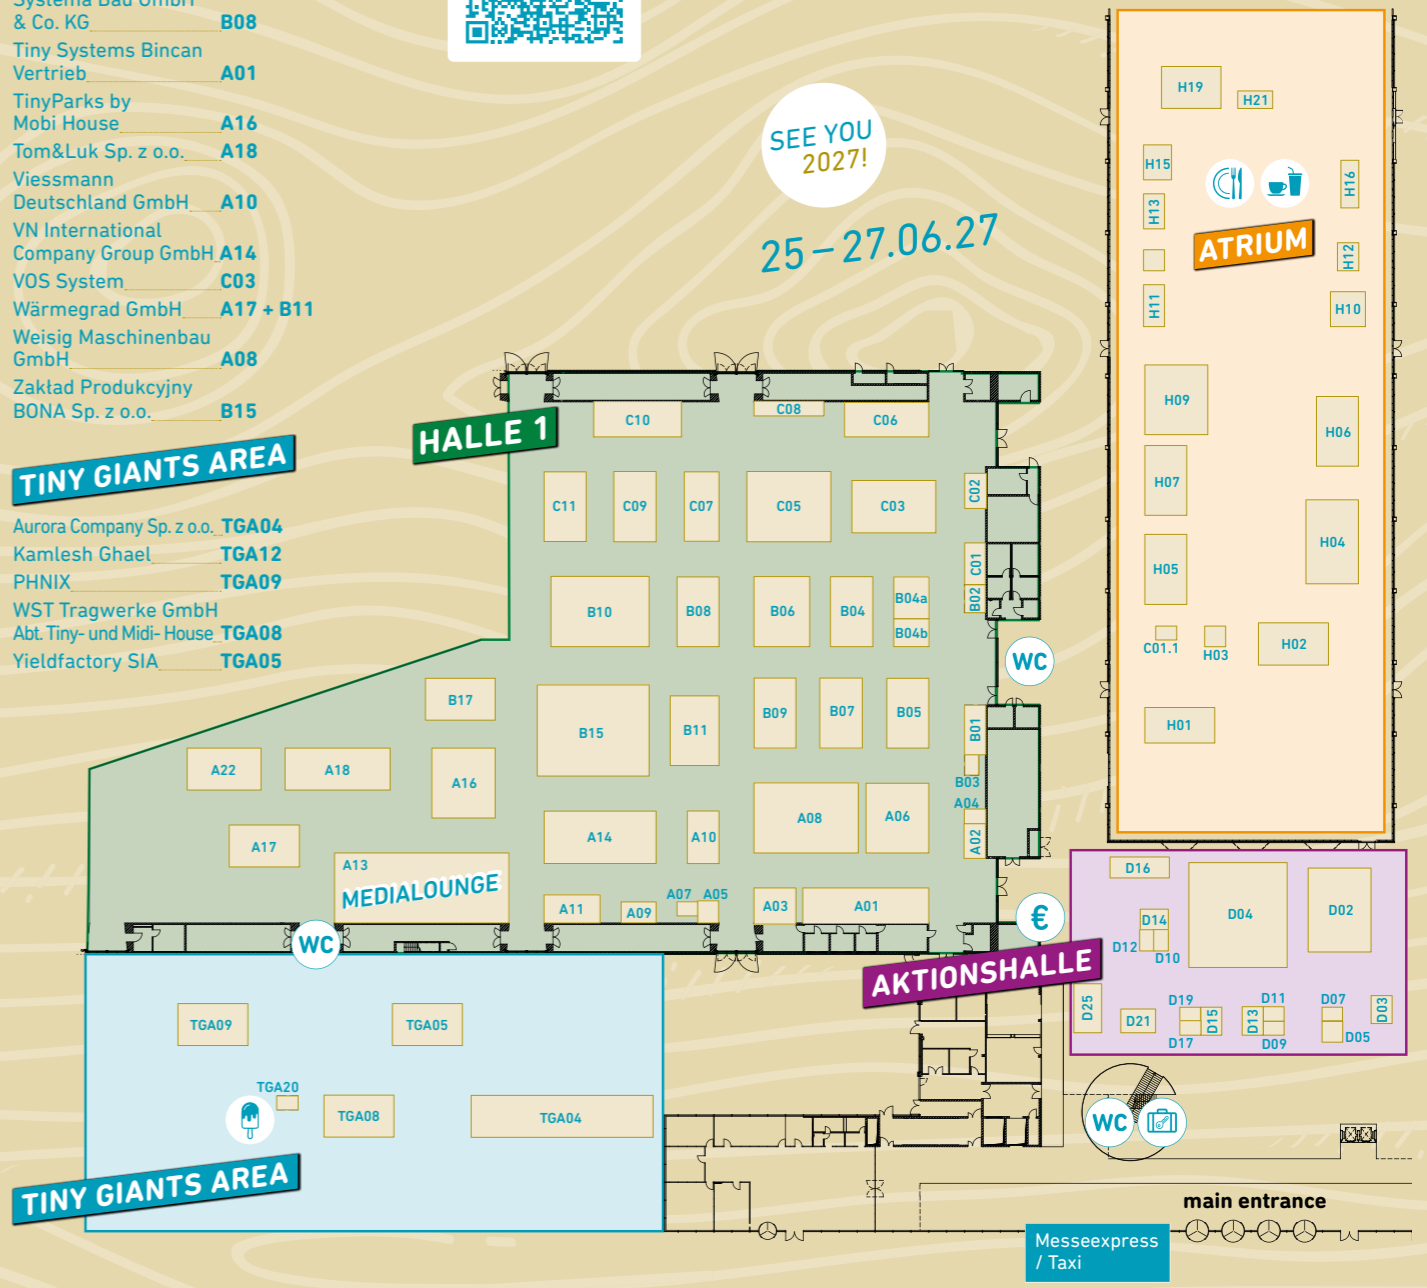 Systema Bau GmbH
& Co. KG B08
Tiny Systems Bincan
Vertrieb A01
TinyParks by
Mobi House A16
Tom&Luk Sp. z o.o. A18
Viessmann
Deutschland GmbH A10
VN International
Company Group GmbH A14
VOS System C03
Wärmegrad GmbH A17 + B11
Weisig Maschinenbau
GmbH A08
Zakład Produkcyjny
BONA Sp. z o.o. B15
TINY GIANTS AREA
Aurora Company Sp. z o.o. TGA04
Kamlesh Ghael TGA12
PHNIX TGA09
WST Tragwerke GmbH
Abt. Tiny- und Midi- House TGA08
Yieldfactory SIA TGA05
SEE YOU
2027!
25 – 27.06.27
HALLE 1
C10
C08
C06
C11
C09
C07
C05
C03
C02
C01
B02
B10
B08
B06
B04
B04a
B04b
WC
B17
B15
B11
B09
B07
B05
B01
B03
A22
A18
A16
A04
A02
A17
A14
A10
A08
A06
A13
MEDIALOUNGE
A11
A09
A07
A05
A03
A01
WC
€
ATRIUM
H19
H21
H15
H16
H13
H12
H11
H10
H09
H06
H07
H04
H05
C01.1
H03
H02
H01
AKTIONSHALLE
D16
D04
D02
D14
D12
D10
D25
D21
D19
D17
D15
D13
D11
D09
D07
D05
D03
TGA09
TGA05
TGA20
TGA08
TGA04
TINY GIANTS AREA
WC
main entrance
Messeexpress
/ Taxi